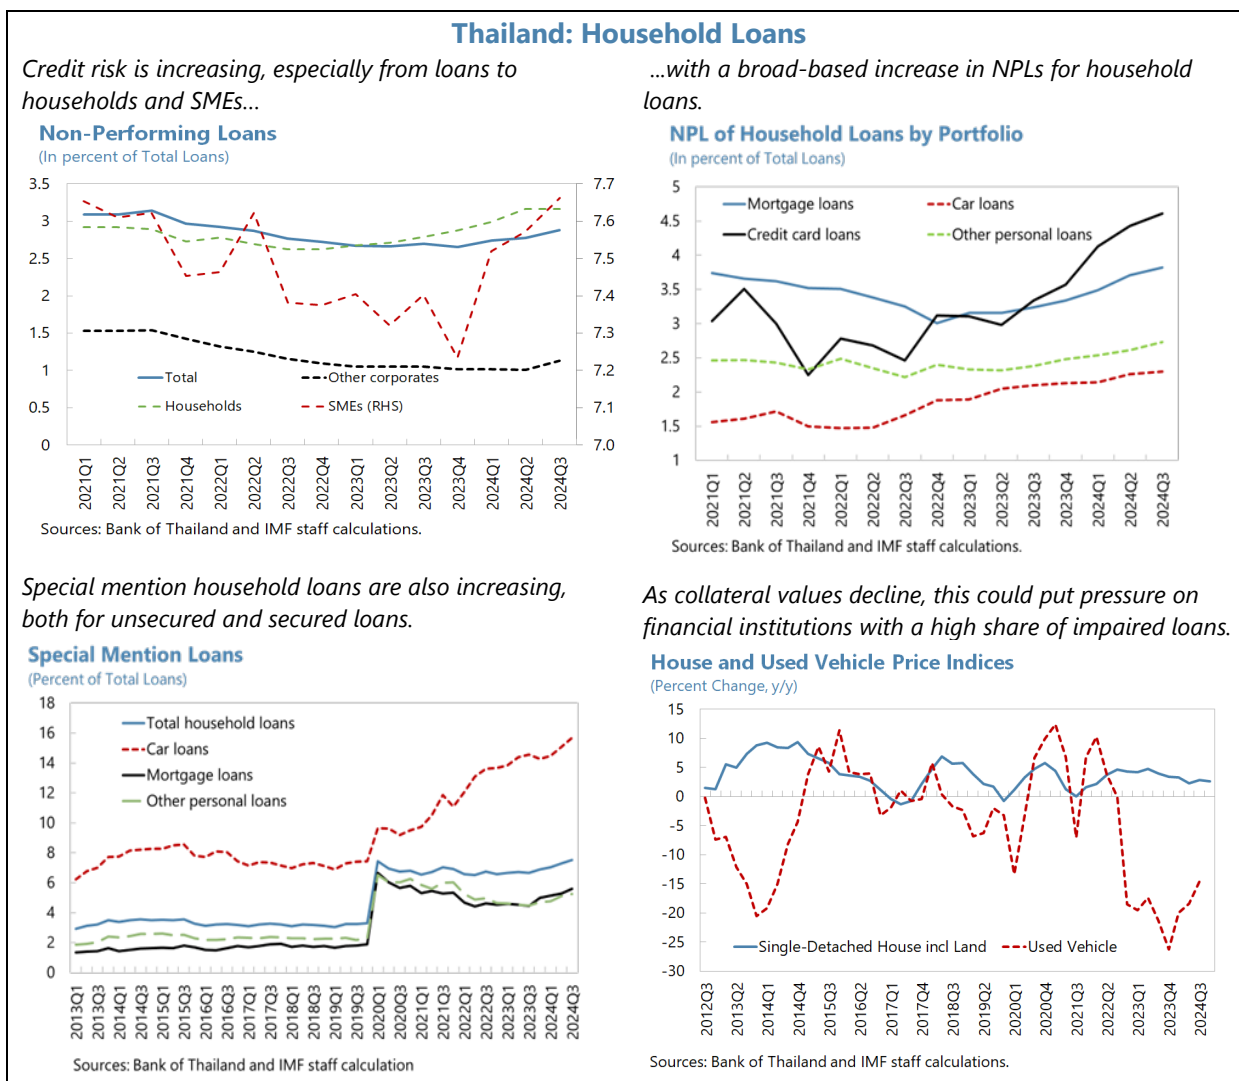 Thailand: Household Loans
Credit risk is increasing, especially from loans to
households and SMEs...
Non-Performing Loans
(In percent of Total Loans)
3.5
3
2.5
2
1.5
1
0.5
0
7.7
7.6
7.5
7.4
7.3
7.2
7.1
7.0
Total
Other corporates
Households
SMEs (RHS)
2021Q1
2021Q2
2021Q3
2021Q4
2022Q1
2022Q2
2022Q3
2022Q4
2023Q1
2023Q2
2023Q3
2023Q4
2024Q1
2024Q2
2024Q3
Sources: Bank of Thailand and IMF staff calculations.
...with a broad-based increase in NPLs for household
loans.
NPL of Household Loans by Portfolio
(In percent of Total Loans)
5
4.5
4
3.5
3
2.5
2
1.5
1
Mortgage loans
Car loans
Credit card loans
Other personal loans
2021Q1
2021Q2
2021Q3
2021Q4
2022Q1
2022Q2
2022Q3
2022Q4
2023Q1
2023Q2
2023Q3
2023Q4
2024Q1
2024Q2
2024Q3
Sources: Bank of Thailand and IMF staff calculations.
Special mention household loans are also increasing,
both for unsecured and secured loans.
Special Mention Loans
(Percent of Total Loans)
18
16
14
12
10
8
6
4
2
0
Total household loans
Car loans
Mortgage loans
Other personal loans
2013Q1
2013Q3
2014Q1
2014Q3
2015Q1
2015Q3
2016Q1
2016Q3
2017Q1
2017Q3
2018Q1
2018Q3
2019Q1
2019Q3
2020Q1
2020Q3
2021Q1
2021Q3
2022Q1
2022Q3
2023Q1
2023Q3
2024Q1
2024Q3
Sources: Bank of Thailand and IMF staff calculation
As collateral values decline, this could put pressure on
financial institutions with a high share of impaired loans.
House and Used Vehicle Price Indices
(Percent Change, y/y)
15
10
5
0
-5
-10
-15
-20
-25
-30
Single-Detached House incl Land
Used Vehicle
2012Q3
2013Q2
2014Q1
2014Q4
2015Q3
2016Q2
2017Q1
2017Q4
2018Q3
2019Q2
2020Q1
2020Q4
2021Q3
2022Q2
2023Q1
2023Q4
2024Q3
Sources: Bank of Thailand and IMF staff calculations.